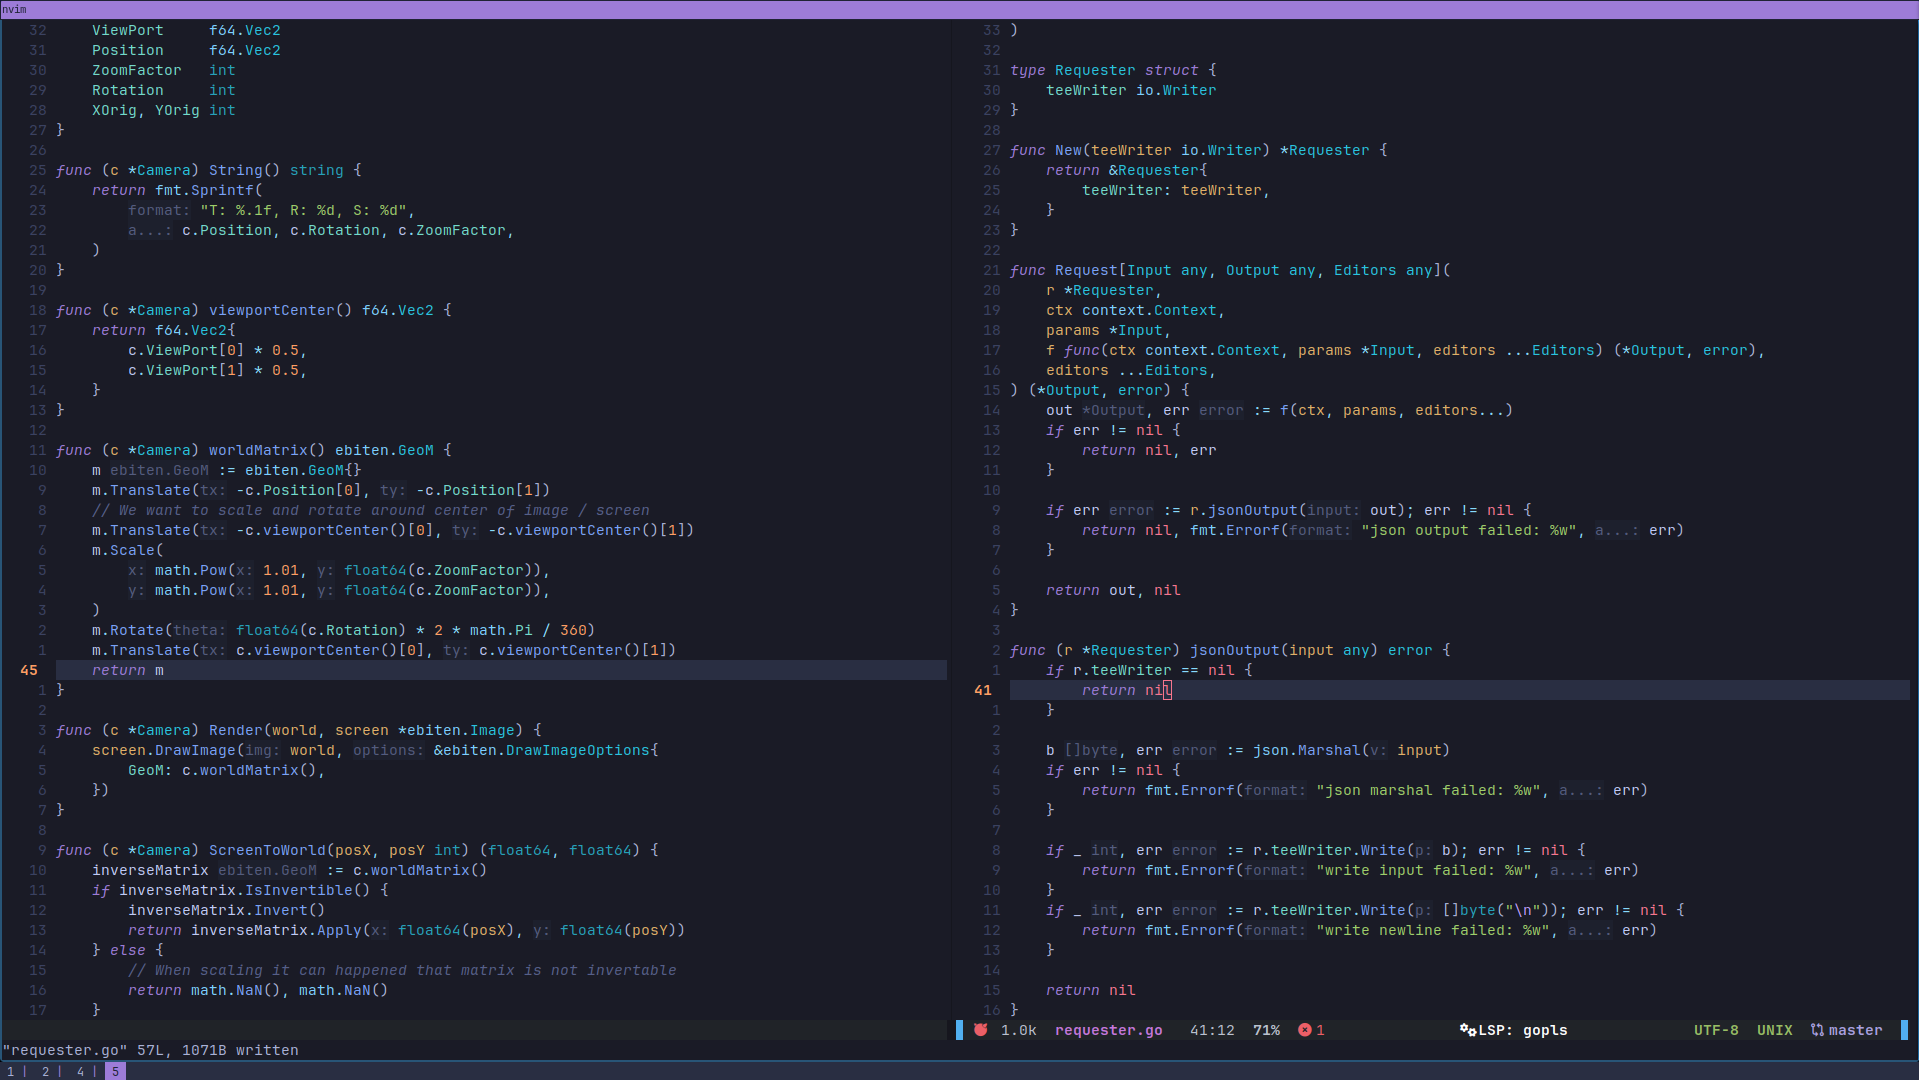 nvim
32 ViewPort f64.Vec2
31 Position f64.Vec2
30 ZoomFactor int
29 Rotation int
28 XOrig, YOrig int
27 }
26
25 func (c *Camera) String() string {
24 return fmt.Sprintf(
23 format: "T: %.1f, R: %d, S: %d",
22 a...: c.Position, c.Rotation, c.ZoomFactor,
21 )
20 }
19
18 func (c *Camera) viewportCenter() f64.Vec2 {
17 return f64.Vec2{
16 c.ViewPort[0] * 0.5,
15 c.ViewPort[1] * 0.5,
14 }
13 }
12
11 func (c *Camera) worldMatrix() ebiten.GeoM {
10 m ebiten.GeoM := ebiten.GeoM{}
9 m.Translate(tx: -c.Position[0], ty: -c.Position[1])
8 // We want to scale and rotate around center of image / screen
7 m.Translate(tx: -c.viewportCenter()[0], ty: -c.viewportCenter()[1])
6 m.Scale(
5 x: math.Pow(x: 1.01, y: float64(c.ZoomFactor)),
4 y: math.Pow(x: 1.01, y: float64(c.ZoomFactor)),
3 )
2 m.Rotate(theta: float64(c.Rotation) * 2 * math.Pi / 360)
1 m.Translate(tx: c.viewportCenter()[0], ty: c.viewportCenter()[1])
45 return m
1 }
2
3 func (c *Camera) Render(world, screen *ebiten.Image) {
4 screen.DrawImage(img: world, options: &ebiten.DrawImageOptions{
5 GeoM: c.worldMatrix(),
6 })
7 }
8
9 func (c *Camera) ScreenToWorld(posX, posY int) (float64, float64) {
10 inverseMatrix ebiten.GeoM := c.worldMatrix()
11 if inverseMatrix.IsInvertible() {
12 inverseMatrix.Invert()
13 return inverseMatrix.Apply(x: float64(posX), y: float64(posY))
14 } else {
15 // When scaling it can happened that matrix is not invertable
16 return math.NaN(), math.NaN()
17 }
33 )
32
31 type Requester struct {
30 teeWriter io.Writer
29 }
28
27 func New(teeWriter io.Writer) *Requester {
26 return &Requester{
25 teeWriter: teeWriter,
24 }
23 }
22
21 func Request[Input any, Output any, Editors any](
20 r *Requester,
19 ctx context.Context,
18 params *Input,
17 f func(ctx context.Context, params *Input, editors ...Editors) (*Output, error),
16 editors ...Editors,
15 ) (*Output, error) {
14 out *Output, err error := f(ctx, params, editors...)
13 if err != nil {
12 return nil, err
11 }
10
9 if err error := r.jsonOutput(input: out); err != nil {
8 return nil, fmt.Errorf(format: "json output failed: %w", a...: err)
7 }
6
5 return out, nil
4 }
3
2 func (r *Requester) jsonOutput(input any) error {
1 if r.teeWriter == nil {
41 return nil
1 }
2
3 b []byte, err error := json.Marshal(v: input)
4 if err != nil {
5 return fmt.Errorf(format: "json marshal failed: %w", a...: err)
6 }
7
8 if _ int, err error := r.teeWriter.Write(p: b); err != nil {
9 return fmt.Errorf(format: "write input failed: %w", a...: err)
10 }
11 if _ int, err error := r.teeWriter.Write(p: []byte("\n")); err != nil {
12 return fmt.Errorf(format: "write newline failed: %w", a...: err)
13 }
14
15 return nil
16 }
1.0k requester.go 41:12 71% 1 LSP: gopls UTF-8 UNIX master
"requester.go" 57L, 1071B written
1 | 2 | 4 | 5